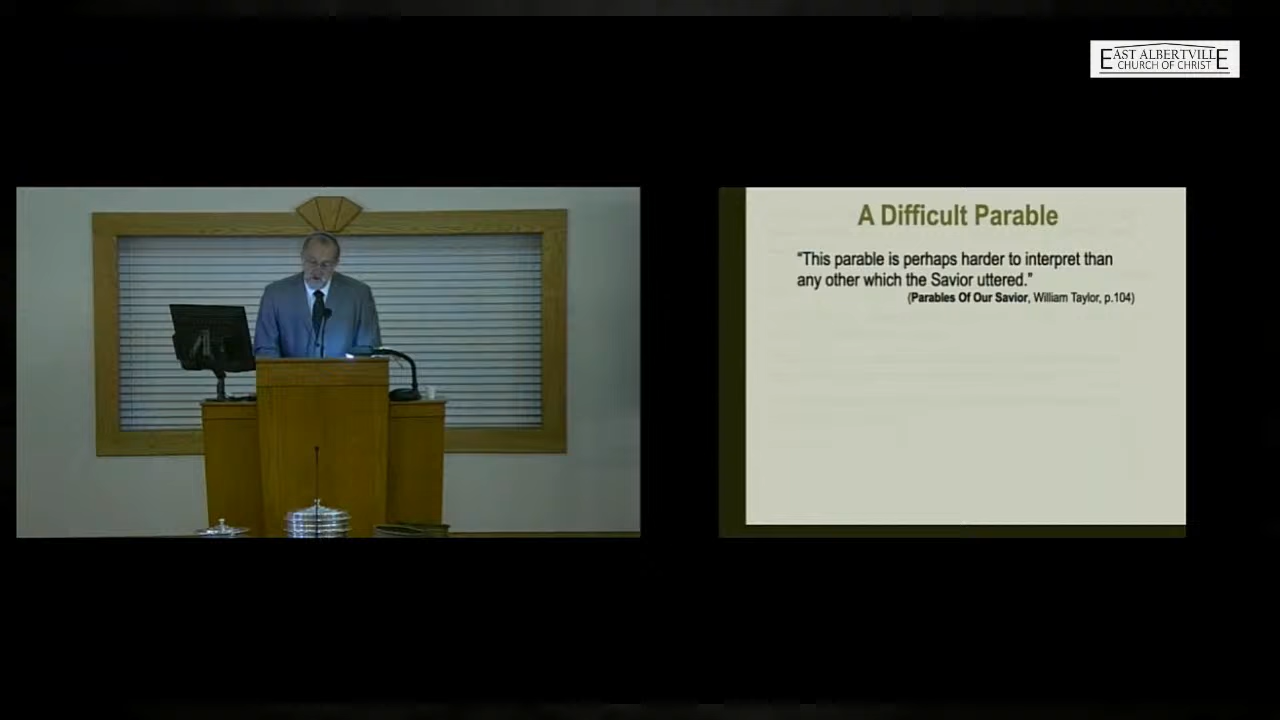 EAST ALBERTVILLE
CHURCH OF CHRIST
A Difficult Parable
“This parable is perhaps harder to interpret than
any other which the Savior uttered.”
(Parables Of Our Savior, William Taylor, p.104)